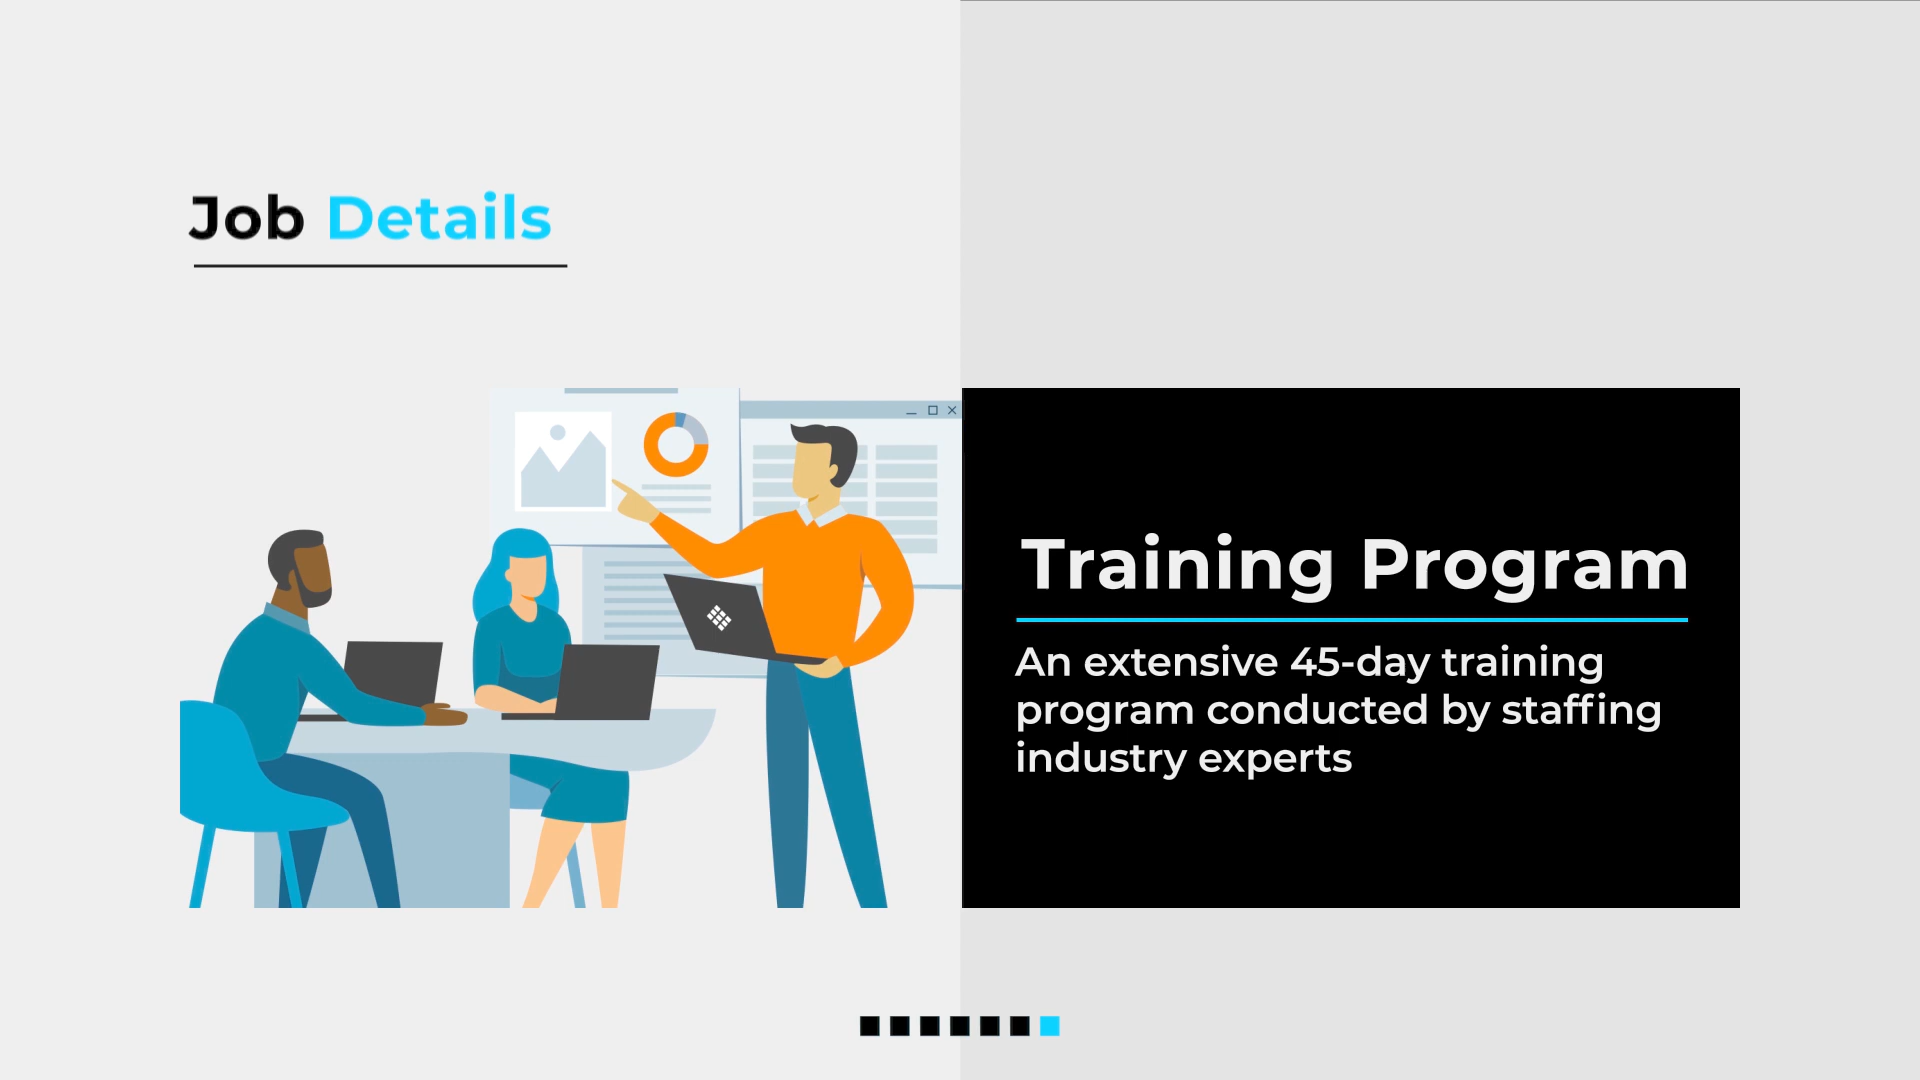 Job Details
Training Program
An extensive 45-day training
program conducted by staffing
industry experts